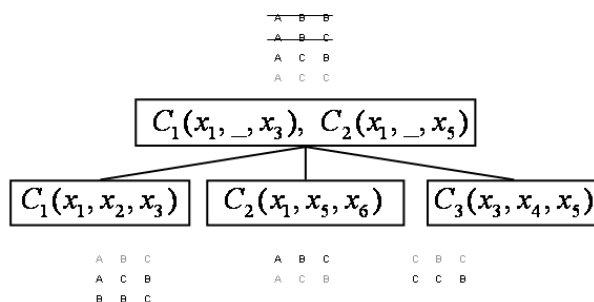 A B B
A B C
A C B
A C C
C₁(x₁, _, x₃), C₂(x₁, _, x₅)
C₁(x₁, x₂, x₃) C₂(x₁, x₅, x₆) C₃(x₃, x₄, x₅)
A B C A B C C B C
A C B A C B C C B
B B C